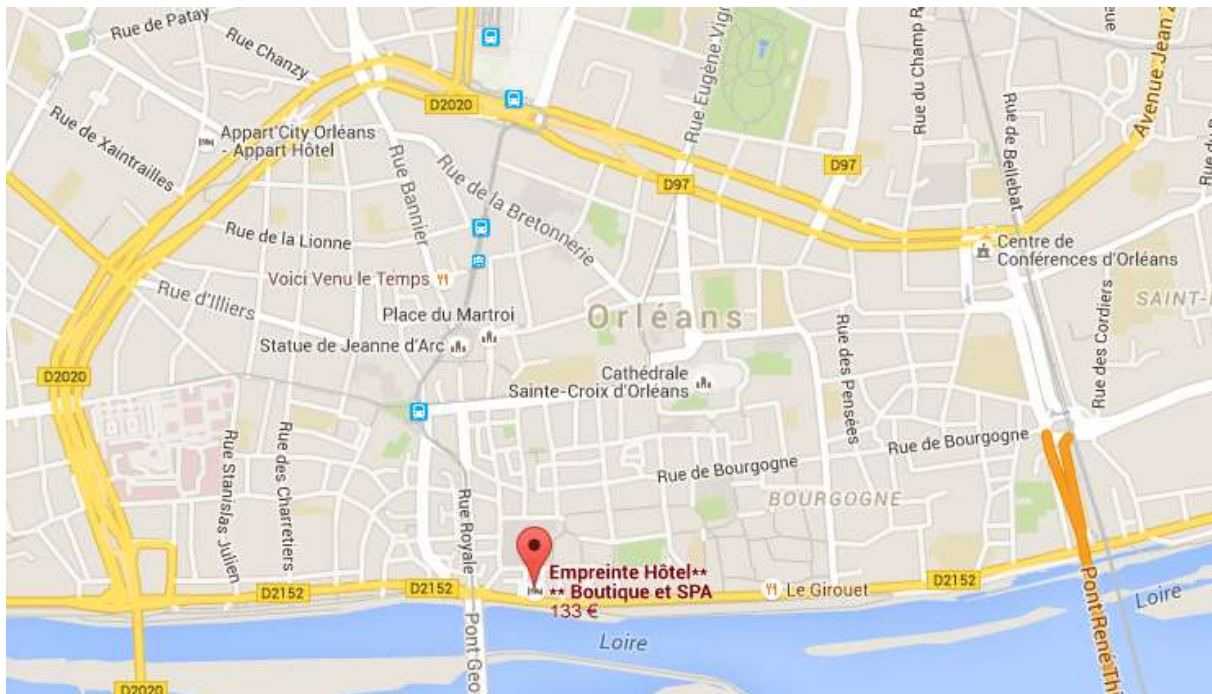 Rue de Patay
Rue Chanzy
Rue Eugène Vign
Rue du Champ R
Rue de Bellebat
Avenue Jean Z
D2020
Appart'City Orléans
- Appart Hôtel
Rue de Xaintrailles
Rue Bannier
Rue de la Bretonnerie
D97
D97
Rue de la Lionne
Centre de
Conférences d'Orléans
Voici Venu le Temps
Rue d'Illiers
Place du Martroi
Orléans
SAINT-
Rue des Cordiers
Statue de Jeanne d'Arc
Rue des Pensées
D2020
Cathédrale
Sainte-Croix d'Orléans
Rue de Bourgogne
Rue de Bourgogne
Rue Stanislas Julien
Rue des Charretiers
Rue Royale
BOURGOGNE
Empreinte Hôtel**
** Boutique et SPA
133 €
D2152
D2152
Le Girouet
D2152
Pont Geo
Loire
Pont René Th
Loire
D2020